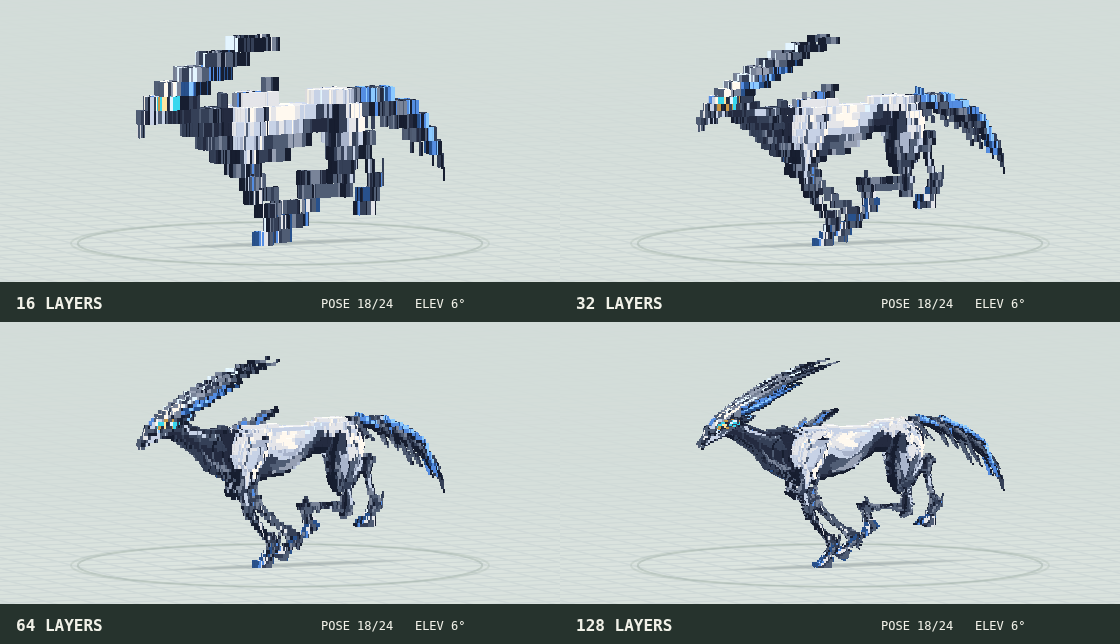 16 LAYERS POSE 18/24 ELEV 6°
32 LAYERS POSE 18/24 ELEV 6°
64 LAYERS POSE 18/24 ELEV 6°
128 LAYERS POSE 18/24 ELEV 6°